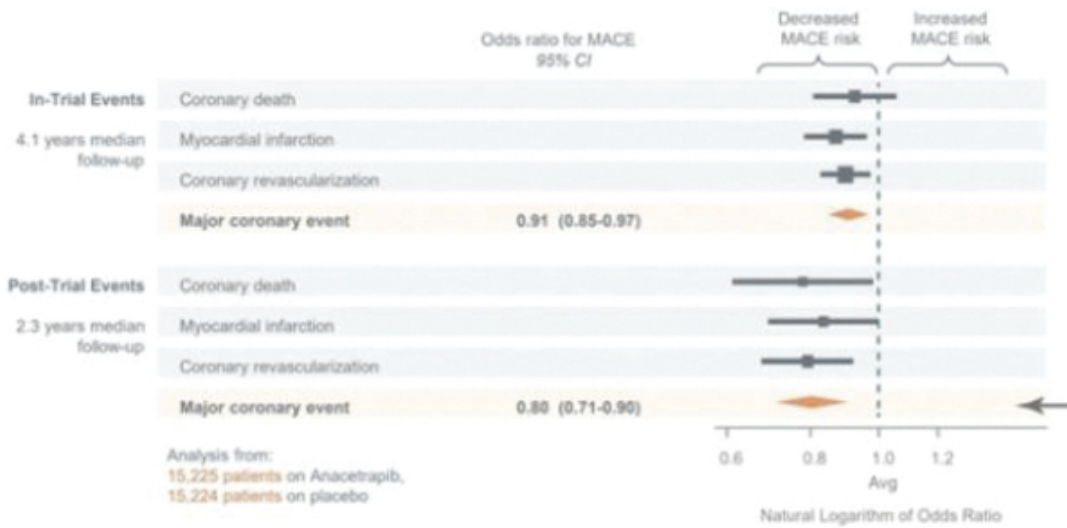 Decreased
MACE risk
Increased
MACE risk
Odds ratio for MACE
95% CI
In-Trial Events
Coronary death
4.1 years median
follow-up
Myocardial infarction
Coronary revascularization
Major coronary event 0.91 (0.85-0.97)
Post-Trial Events
Coronary death
2.3 years median
follow-up
Myocardial infarction
Coronary revascularization
Major coronary event 0.80 (0.71-0.90)
0.6 0.8 1.0 1.2
Avg
Natural Logarithm of Odds Ratio
Analysis from:
15,225 patients on Anacetrapib,
15,224 patients on placebo